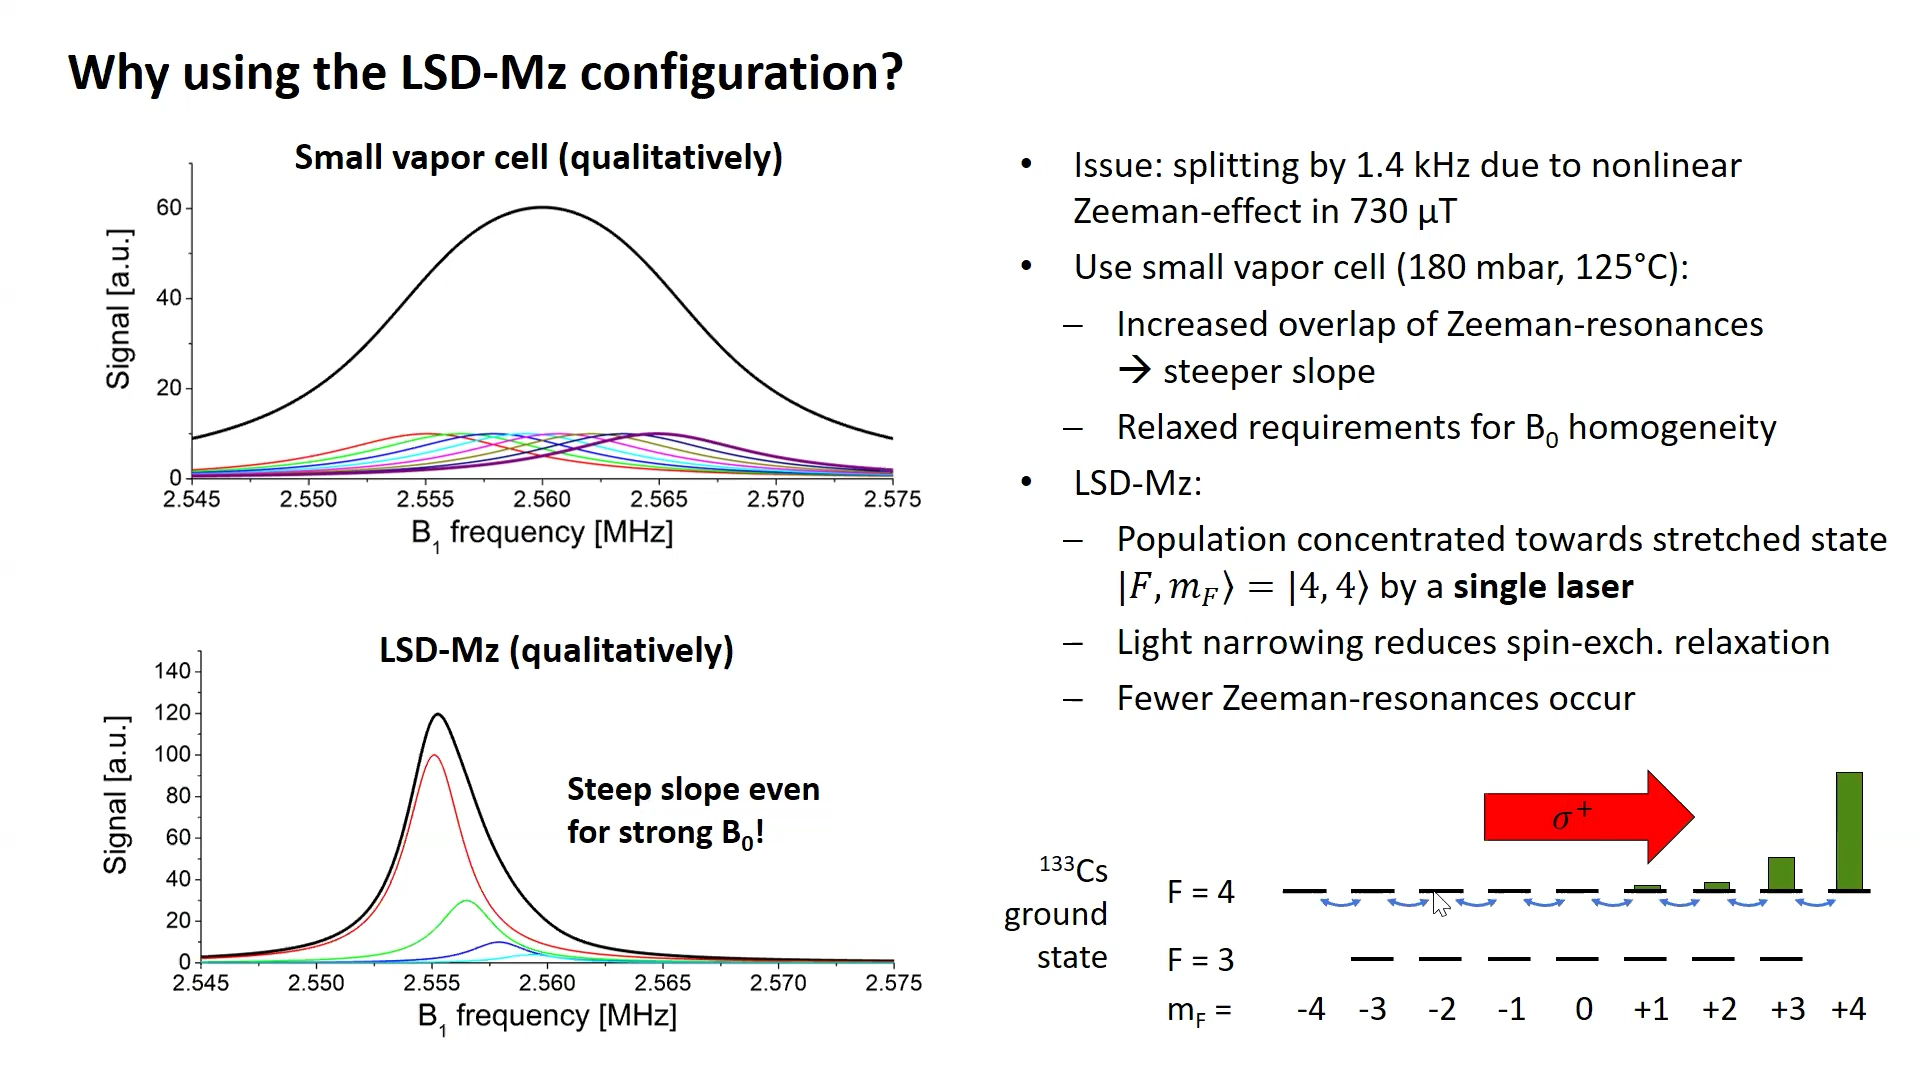 Why using the LSD-Mz configuration?
Small vapor cell (qualitatively)
Signal [a.u.]
60
40
20
0
2.545 2.550 2.555 2.560 2.565 2.570 2.575
B₁ frequency [MHz]
LSD-Mz (qualitatively)
Signal [a.u.]
140
120
100
80
60
40
20
0
Steep slope even
for strong B₀!
2.545 2.550 2.555 2.560 2.565 2.570 2.575
B₁ frequency [MHz]
• Issue: splitting by 1.4 kHz due to nonlinear
Zeeman-effect in 730 µT
• Use small vapor cell (180 mbar, 125°C):
– Increased overlap of Zeeman-resonances
→ steeper slope
– Relaxed requirements for B₀ homogeneity
• LSD-Mz:
– Population concentrated towards stretched state
|F, m_F⟩ = |4, 4⟩ by a single laser
– Light narrowing reduces spin-exch. relaxation
– Fewer Zeeman-resonances occur
σ⁺
¹³³Cs
ground
state
F = 4
F = 3
m_F = -4 -3 -2 -1 0 +1 +2 +3 +4